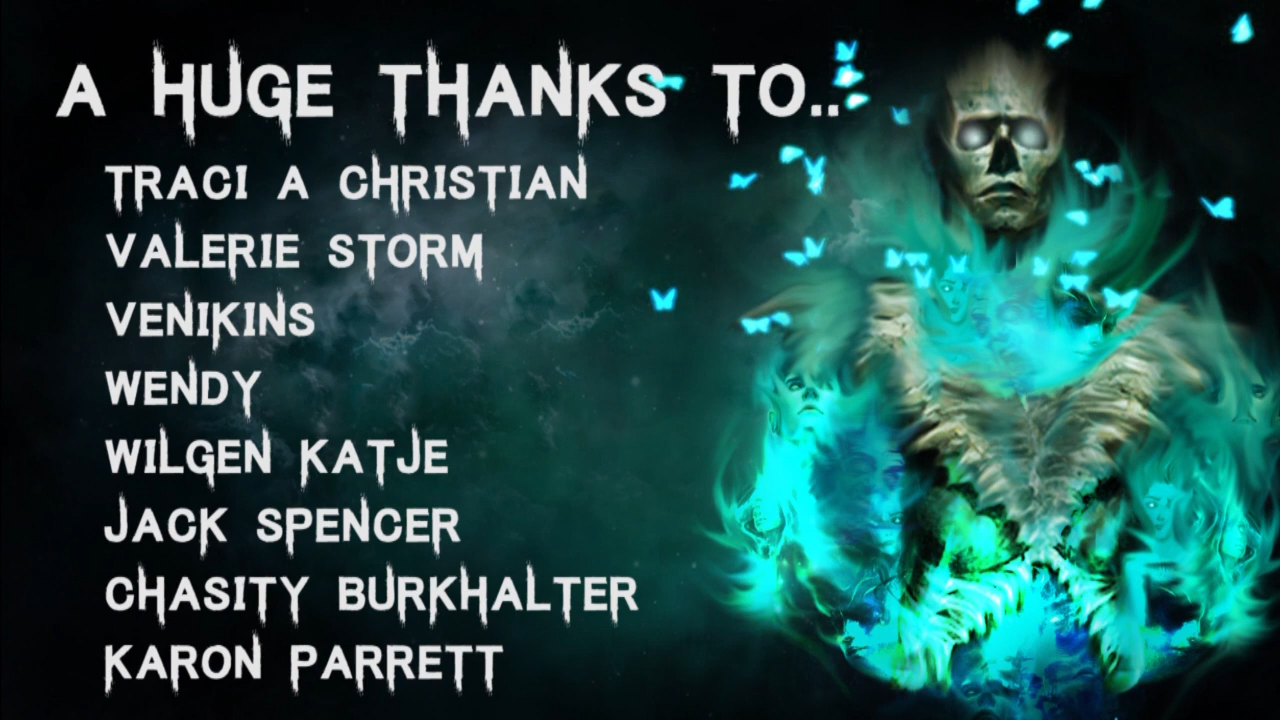 A HUGE THANKS TO..
TRACI A CHRISTIAN
VALERIE STORM
VENIKINS
WENDY
WILGEN KATJE
JACK SPENCER
CHASITY BURKHALTER
KARON PARRETT